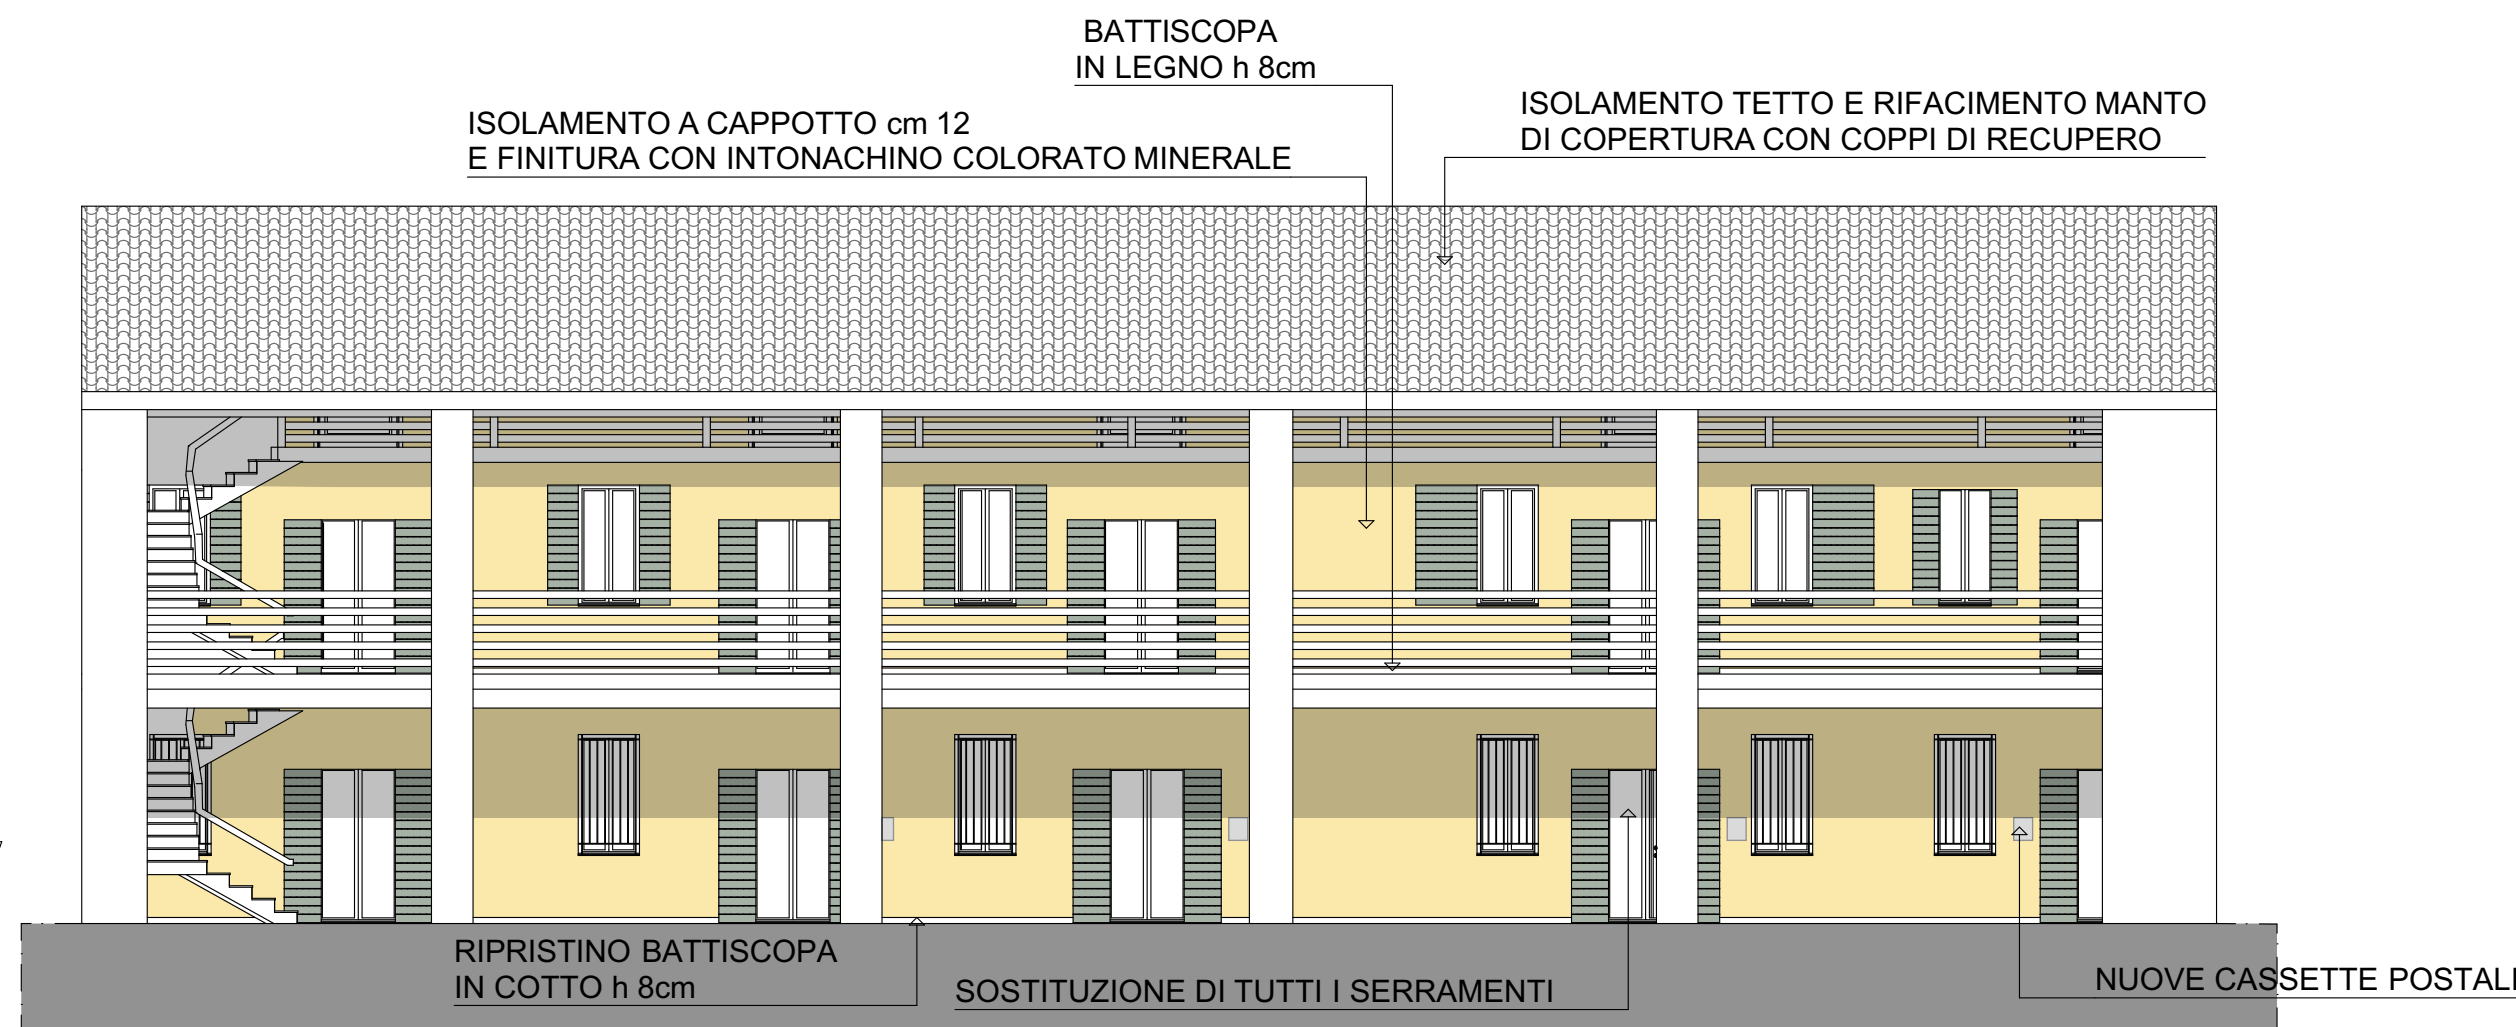 BATTISCOPA
IN LEGNO h 8cm
ISOLAMENTO A CAPPOTTO cm 12
E FINITURA CON INTONACHINO COLORATO MINERALE
ISOLAMENTO TETTO E RIFACIMENTO MANTO
DI COPERTURA CON COPPI DI RECUPERO
RIPRISTINO BATTISCOPA
IN COTTO h 8cm
SOSTITUZIONE DI TUTTI I SERRAMENTI
NUOVE CASSETTE POSTALI